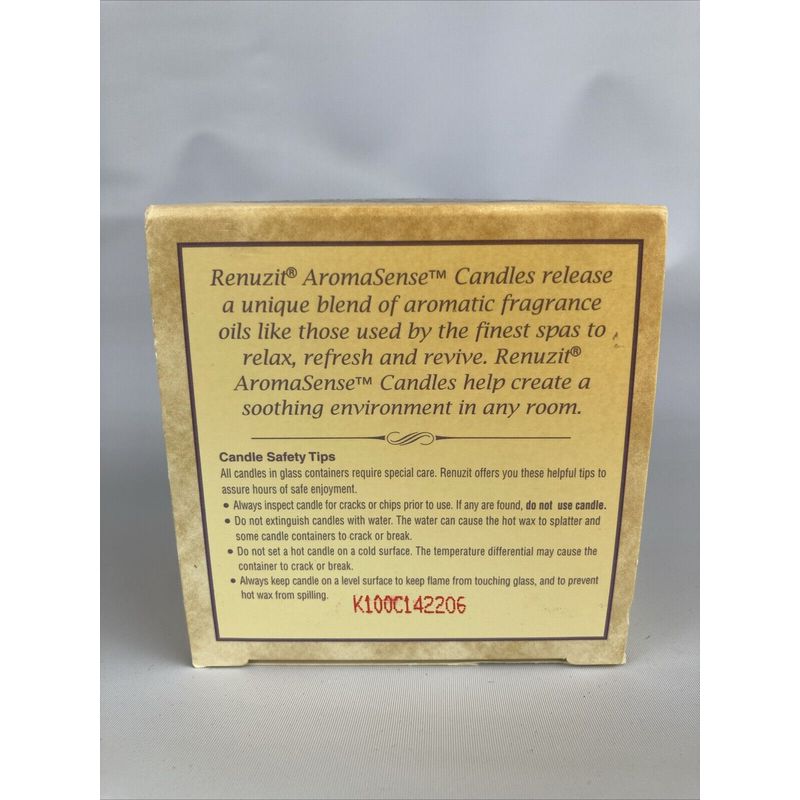 Renuzit® AromaSense™ Candles release
a unique blend of aromatic fragrance
oils like those used by the finest spas to
relax, refresh and revive. Renuzit®
AromaSense™ Candles help create a
soothing environment in any room.
Candle Safety Tips
All candles in glass containers require special care. Renuzit offers you these helpful tips to
assure hours of safe enjoyment.
• Always inspect candle for cracks or chips prior to use. If any are found, do not use candle.
• Do not extinguish candles with water. The water can cause the hot wax to splatter and
some candle containers to crack or break.
• Do not set a hot candle on a cold surface. The temperature differential may cause the
container to crack or break.
• Always keep candle on a level surface to keep flame from touching glass, and to prevent
hot wax from spilling.
K100C142206